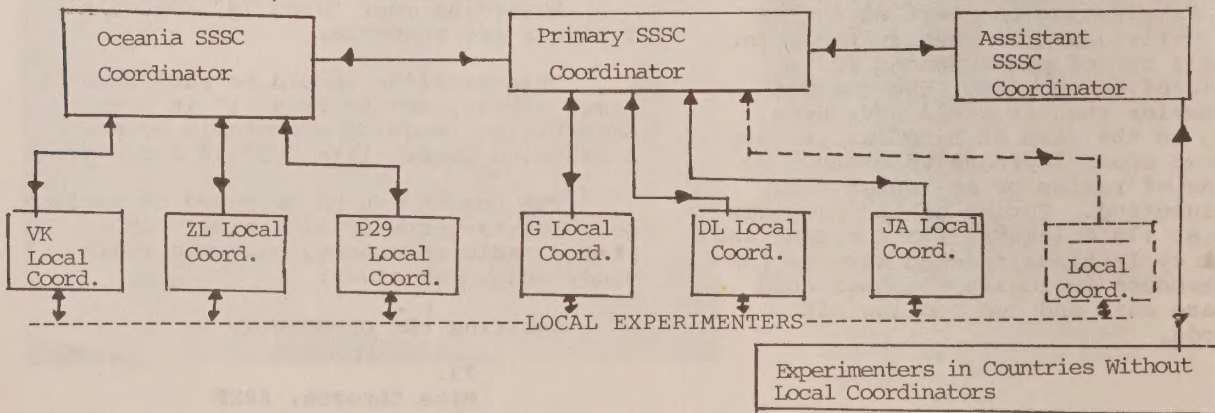 Oceania SSSC
Coordinator
Primary SSSC
Coordinator
Assistant
SSSC
Coordinator
VK
Local
Coord.
ZL Local
Coord.
P29
Local
Coord.
G Local
Coord.
DL Local
Coord.
JA Local
Coord.
Local
Coord.
LOCAL EXPERIMENTERS
Experimenters in Countries Without
Local Coordinators